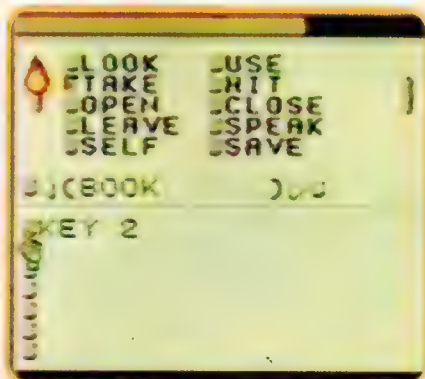 LOOK USE
TAKE HIT
OPEN CLOSE
LEAVE SPEAK
SELF SAVE
(BOOK )
KEY 2